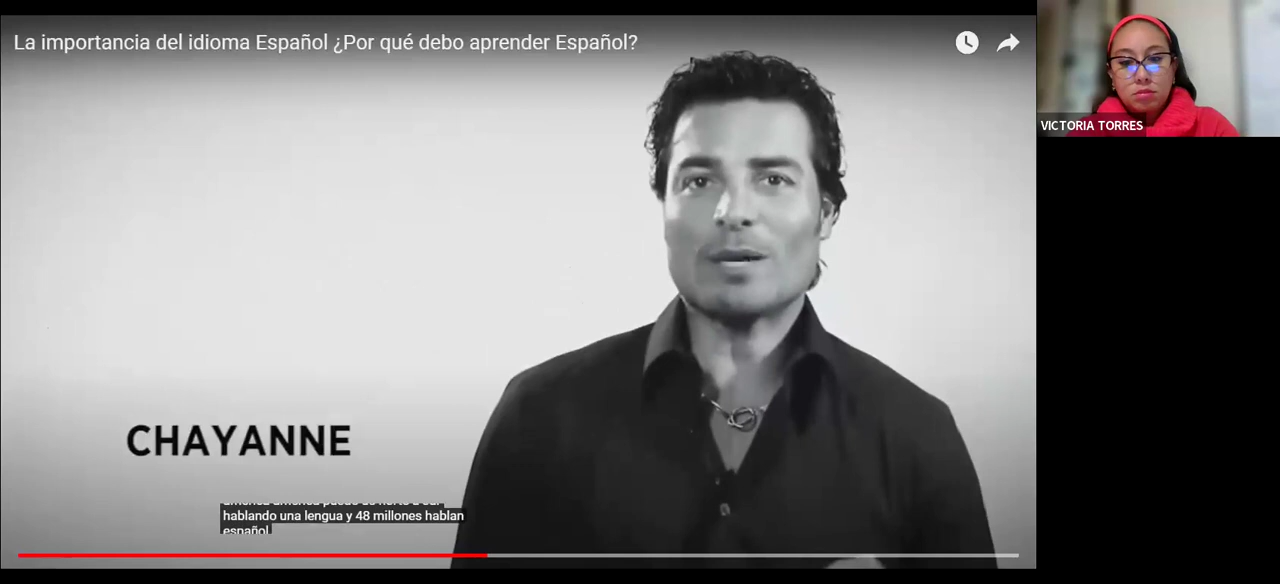 La importancia del idioma Español ¿Por qué debo aprender Español?
VICTORIA TORRES
CHAYANNE
hablando una lengua y 48 millones hablan
español